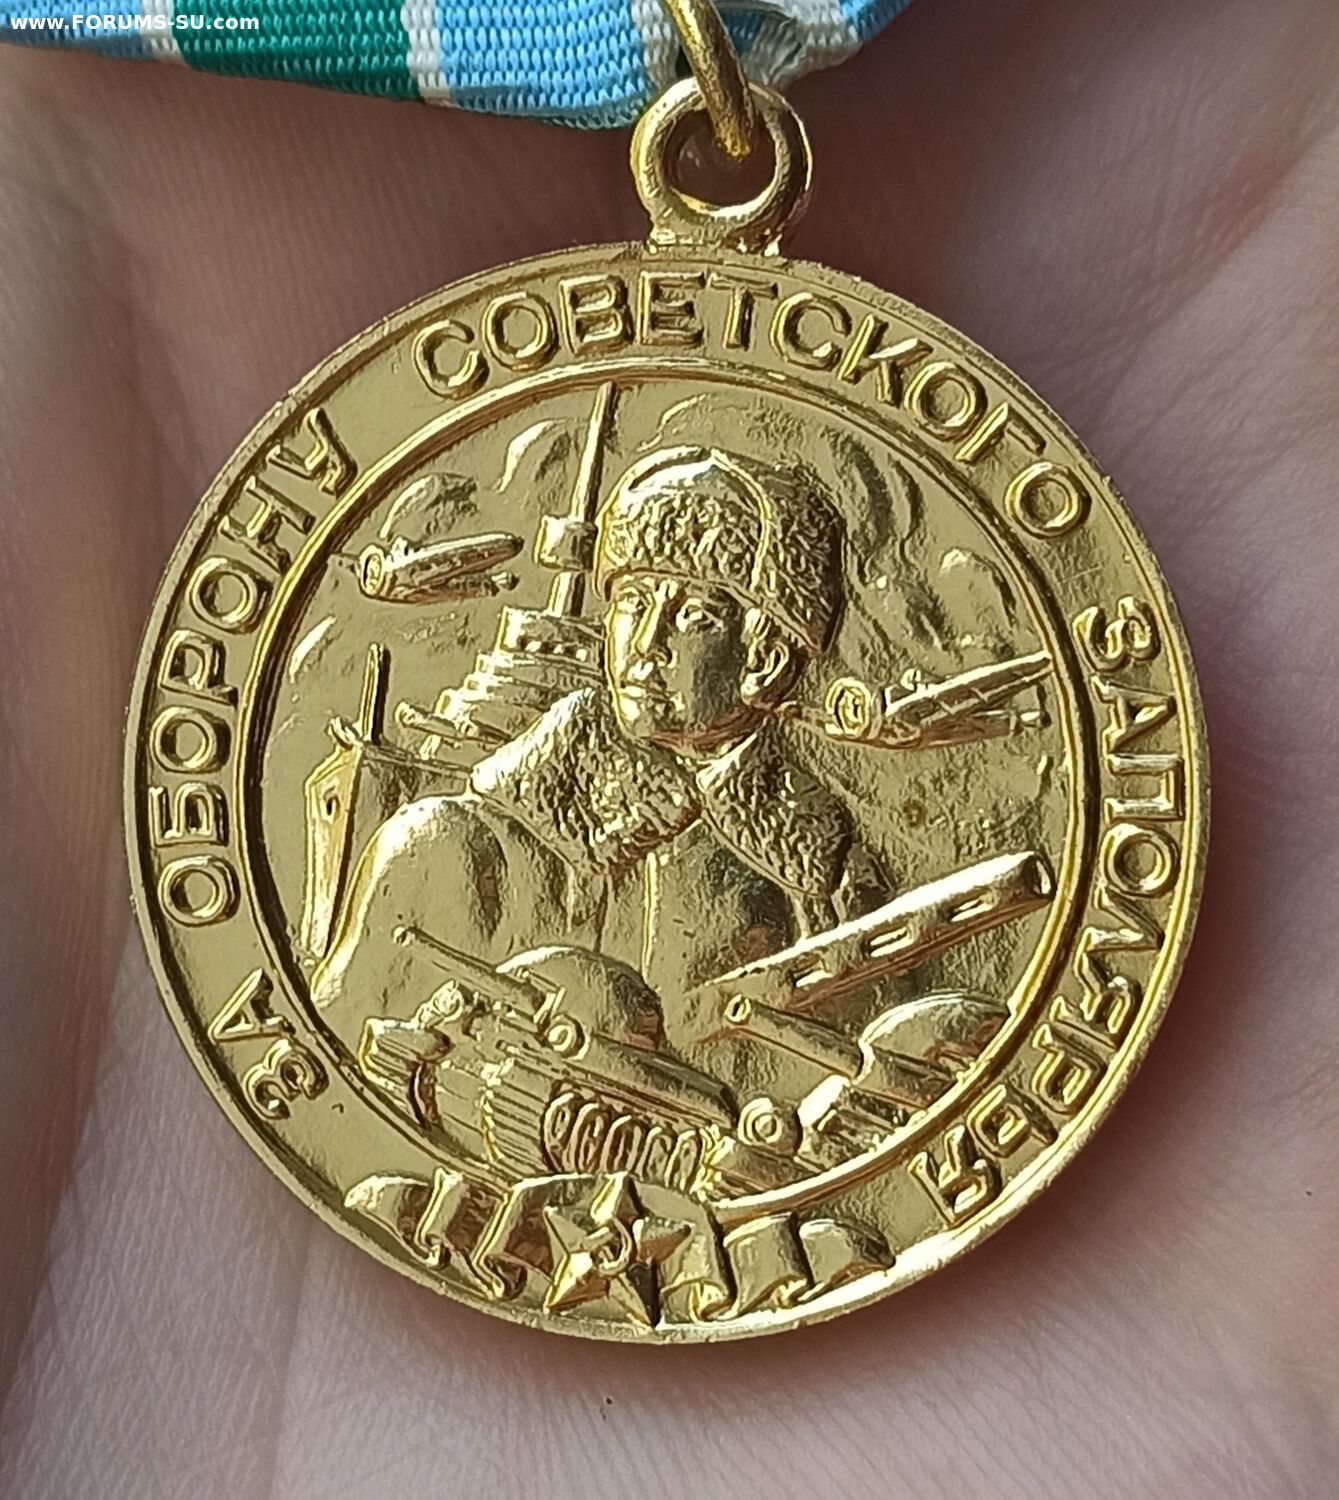 www.FORUMS-SU.com
ЗА ОБОРОНУ СОВЕТСКОГО ЗАПОЛЯРЬЯ